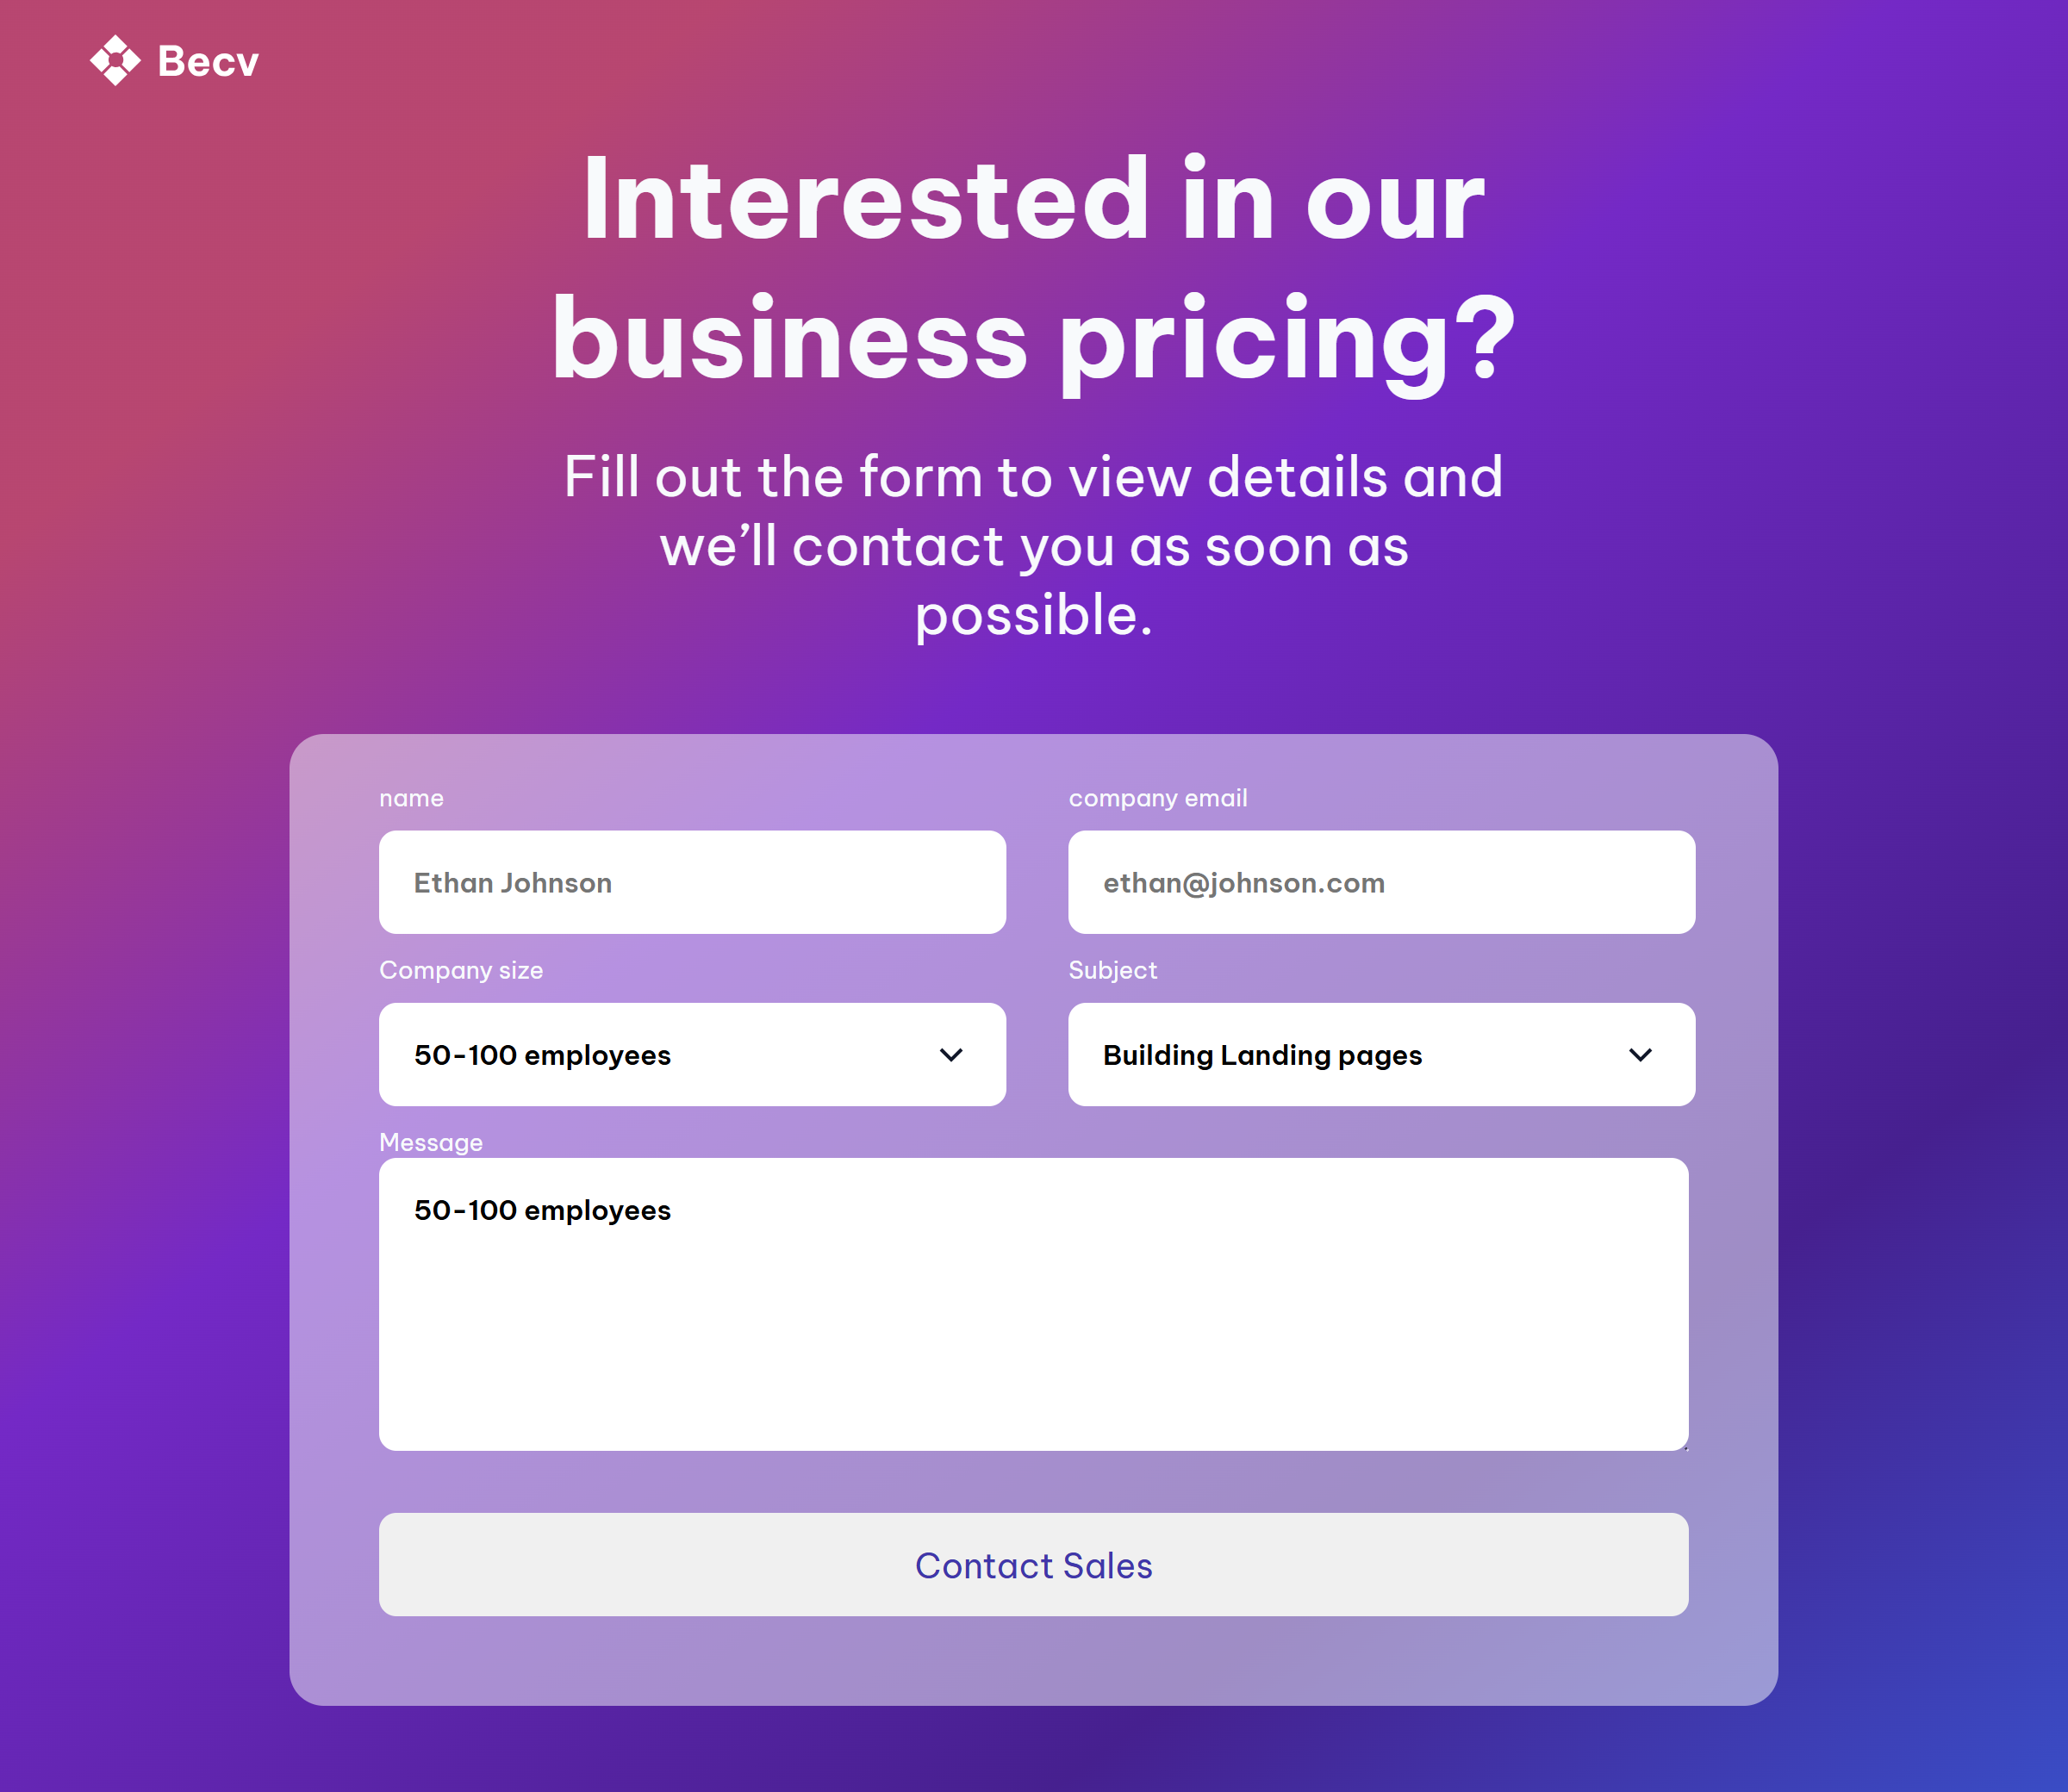 Becv
Interested in our
business pricing?
Fill out the form to view details and
we’ll contact you as soon as
possible.
name
company email
Ethan Johnson
ethan@johnson.com
Company size
Subject
50-100 employees
Building Landing pages
Message
50-100 employees
Contact Sales